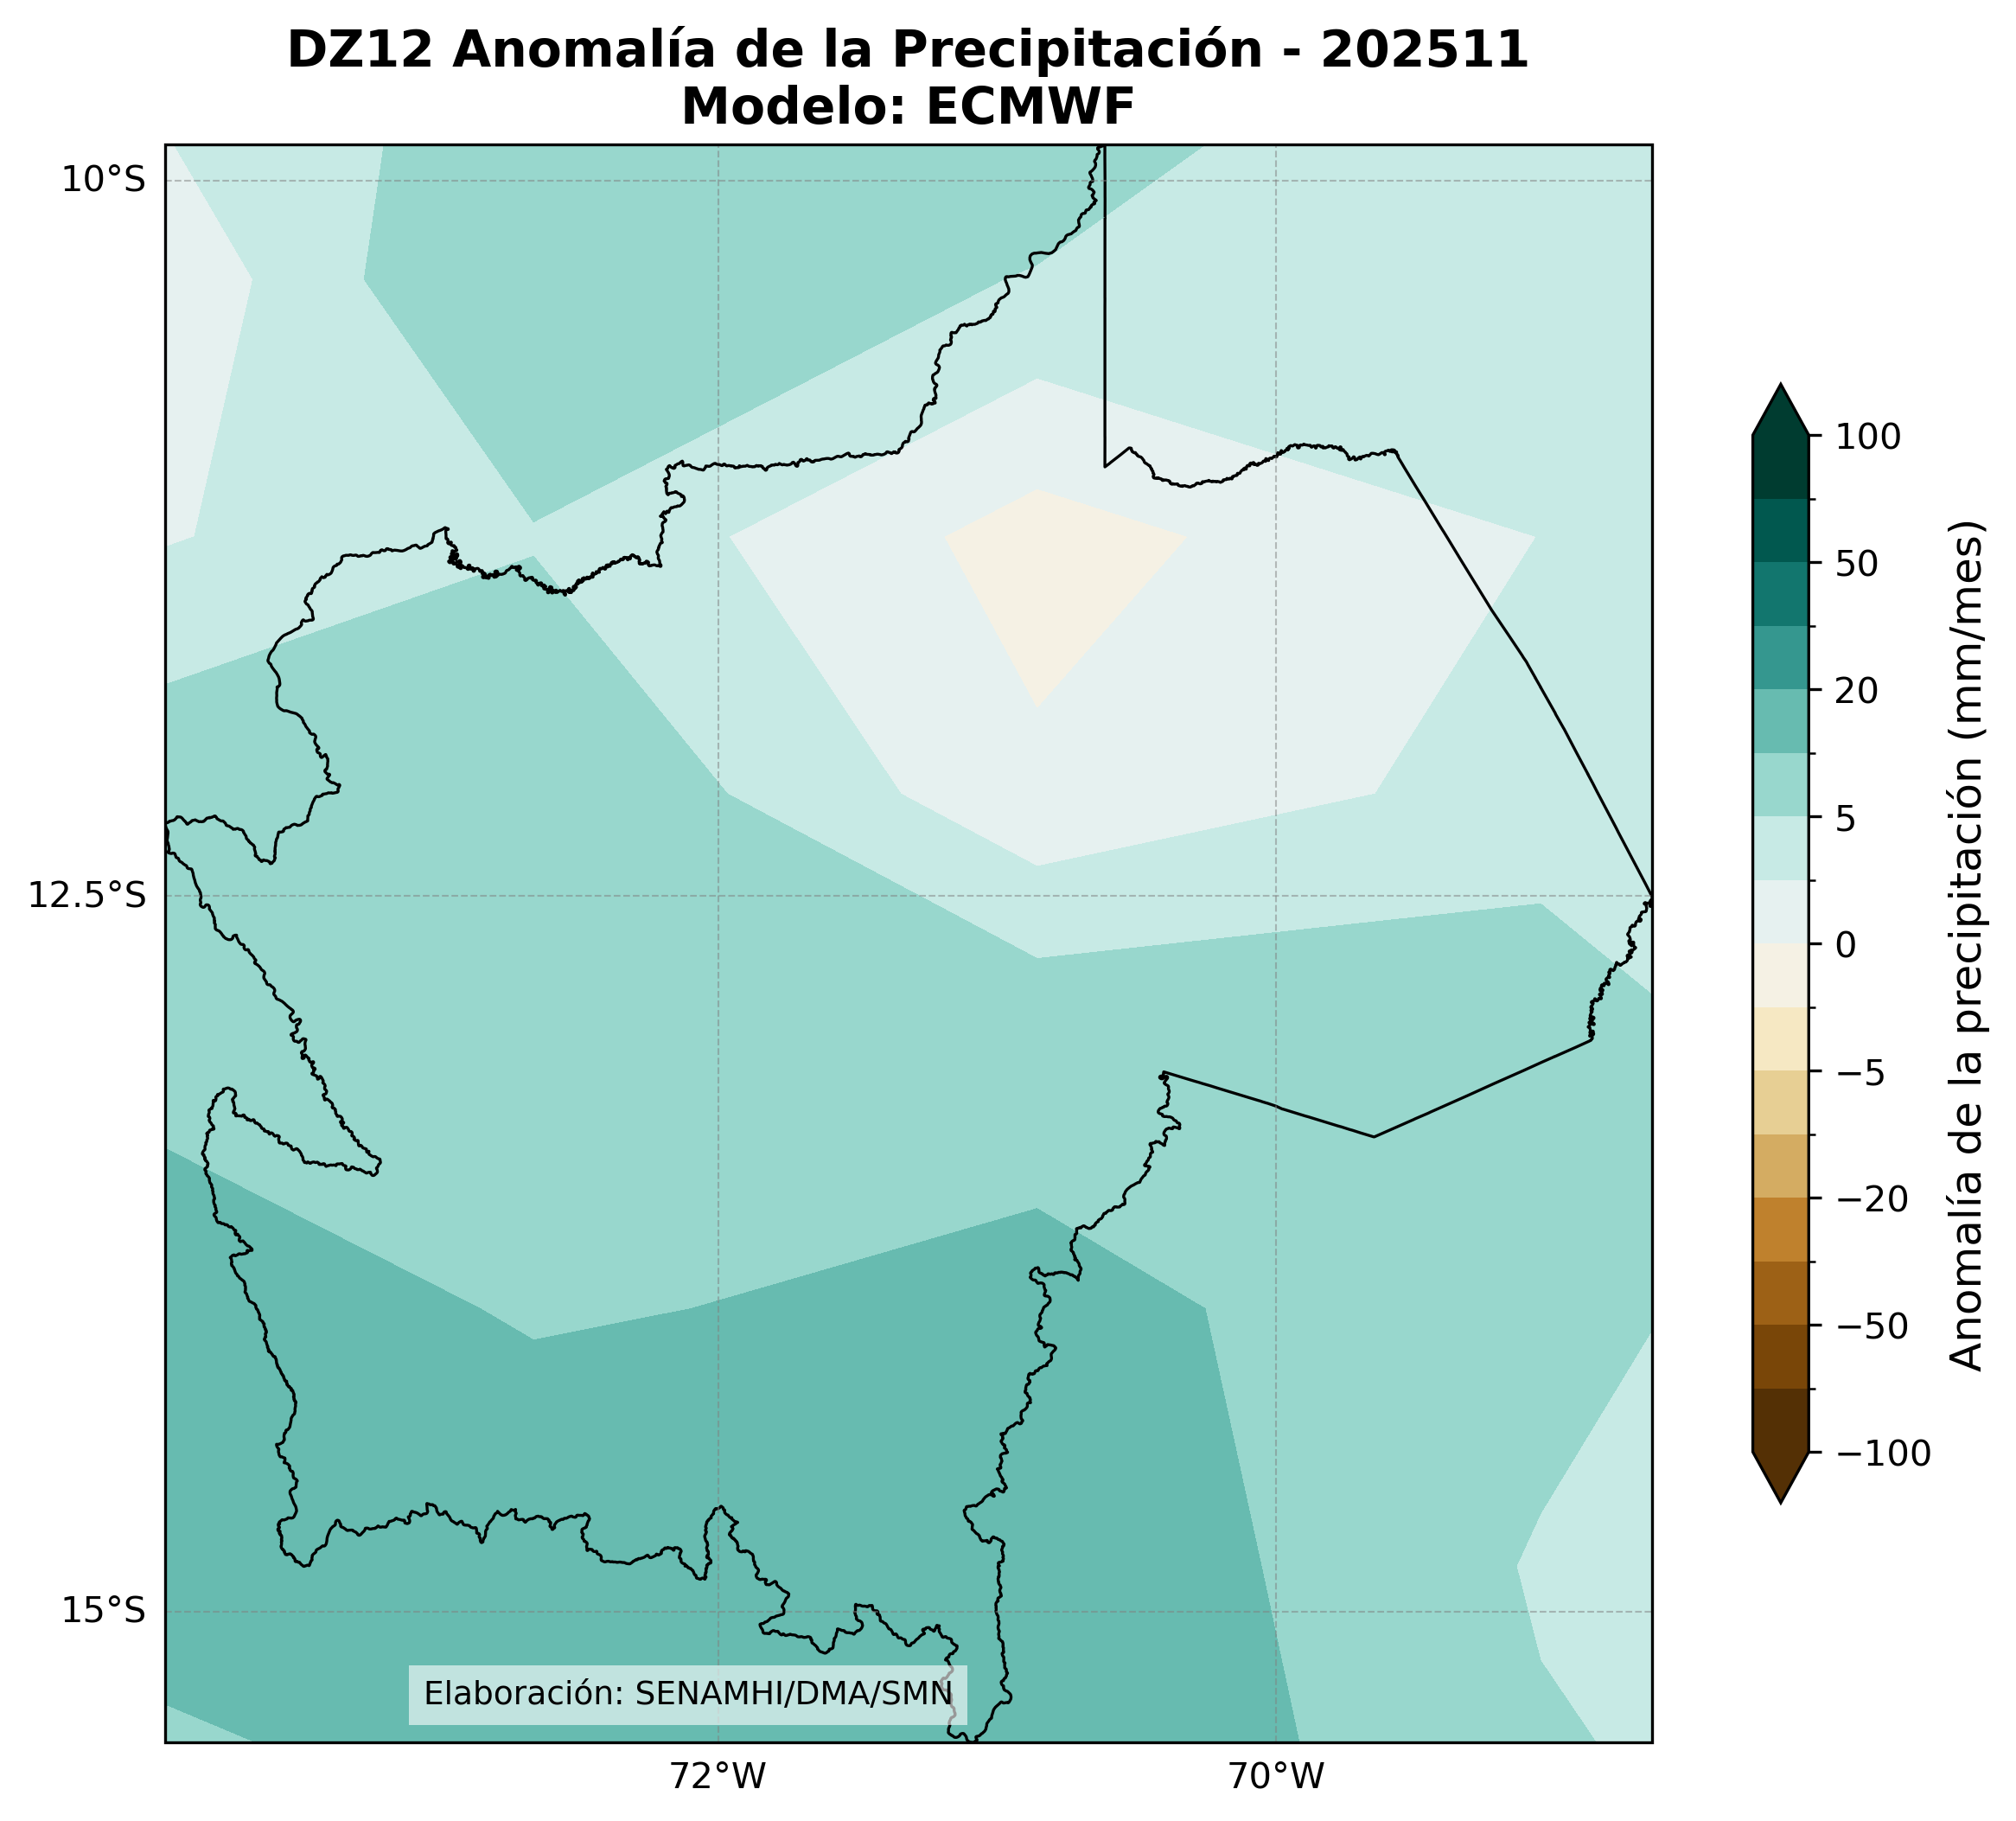 DZ12 Anomalía de la Precipitación - 202511
Modelo: ECMWF
10°S
12.5°S
15°S
72°W
70°W
Elaboración: SENAMHI/DMA/SMN
100
50
20
5
0
−5
−20
−50
−100
Anomalía de la precipitación (mm/mes)